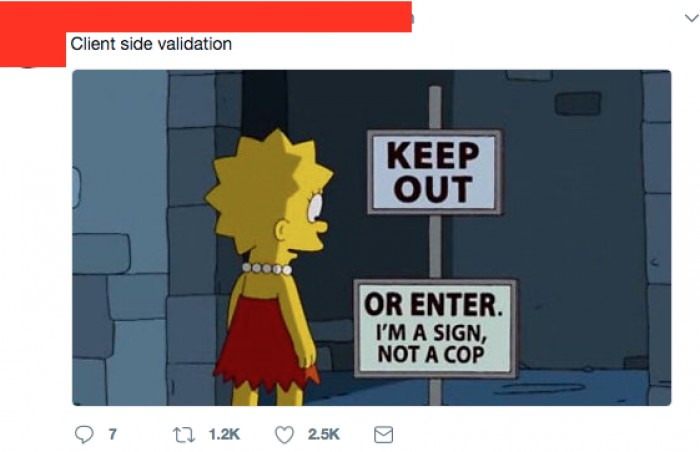 Client side validation
KEEP
OUT
OR ENTER.
I'M A SIGN,
NOT A COP
7 1.2K 2.5K